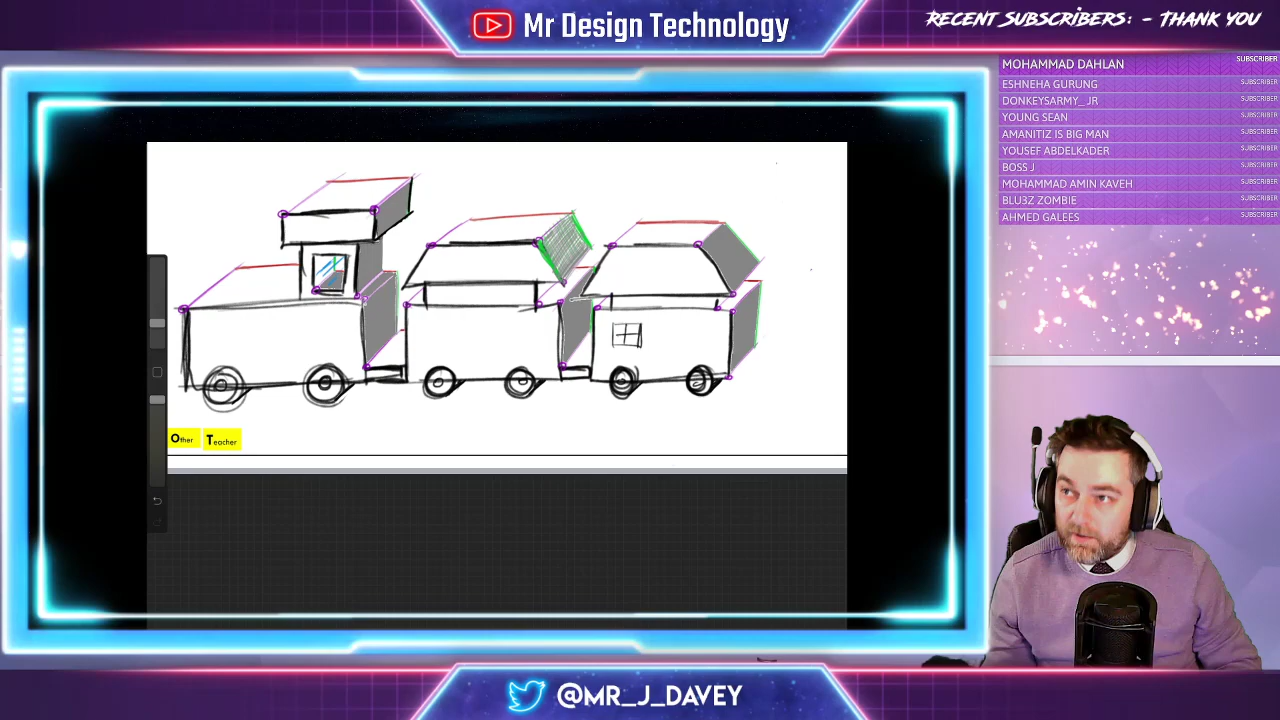 Mr Design Technology
RECENT SUBSCRIBERS: - THANK YOU
MOHAMMAD DAHLAN SUBSCRIBER
ESHNEHA GURUNG SUBSCRIBER
DONKEYSARMY_JR SUBSCRIBER
YOUNG SEAN SUBSCRIBER
AMANITIZ IS BIG MAN SUBSCRIBER
YOUSEF ABDELKADER SUBSCRIBER
BOSS J SUBSCRIBER
MOHAMMAD AMIN KAVEH SUBSCRIBER
BLU3Z ZOMBIE SUBSCRIBER
AHMED GALEES SUBSCRIBER
Other Teacher
@MR_J_DAVEY